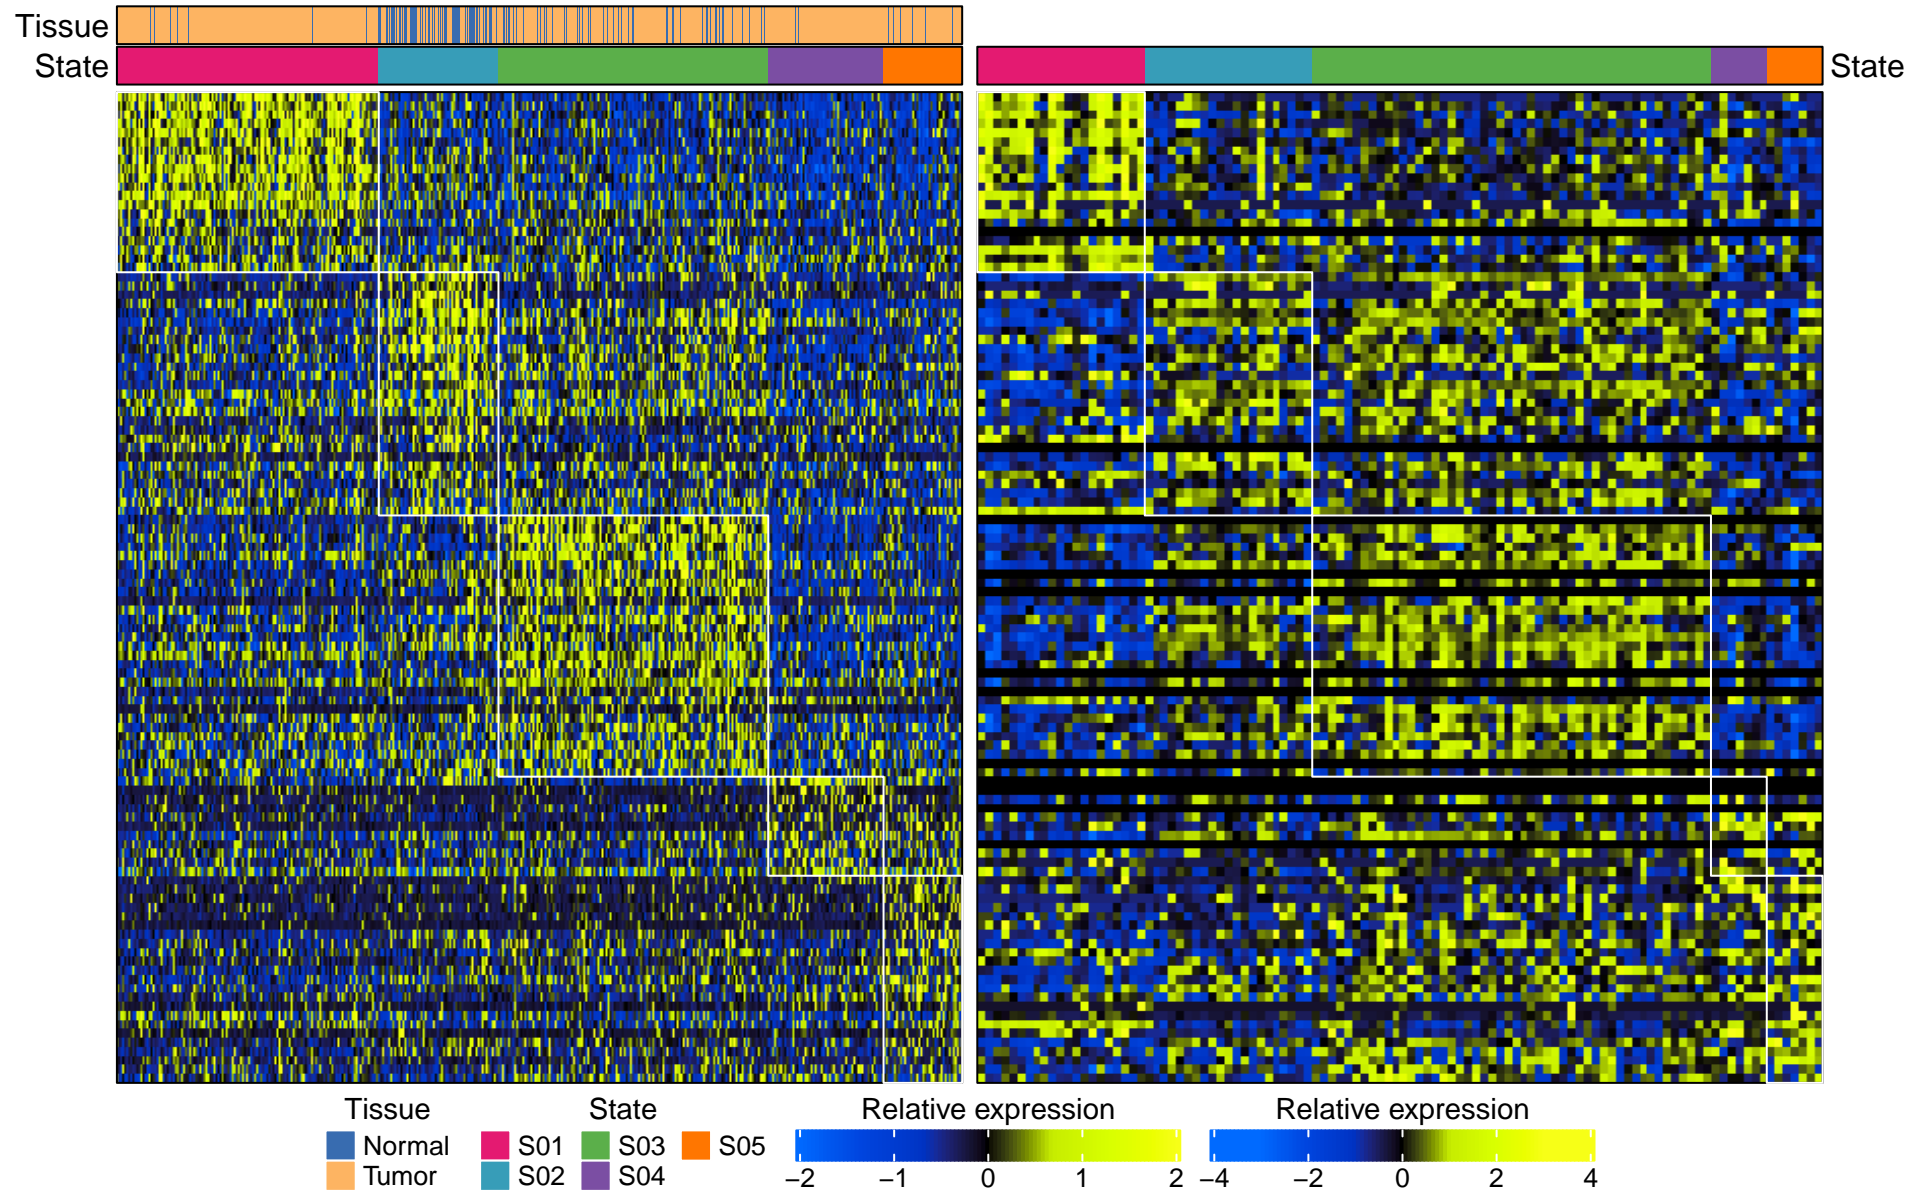 Tissue
State
State
Tissue State Relative expression Relative expression
Normal S01 S03 S05
Tumor S02 S04
−2 −1 0 1 2 −4 −2 0 2 4